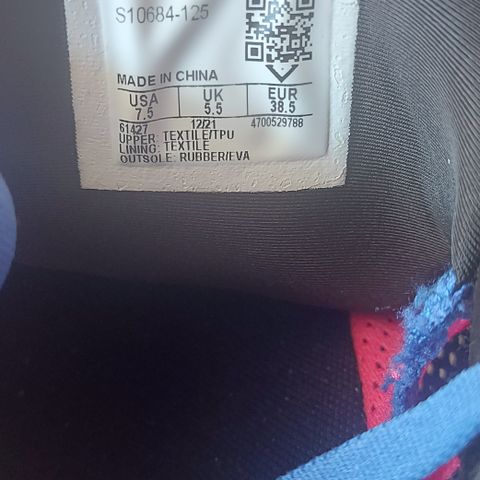 S10684-125
MADE IN CHINA
USA UK EUR
7.5 5.5 38.5
61427 12/21 4700529788
UPPER: TEXTILE/TPU
LINING: TEXTILE
OUTSOLE: RUBBER/EVA